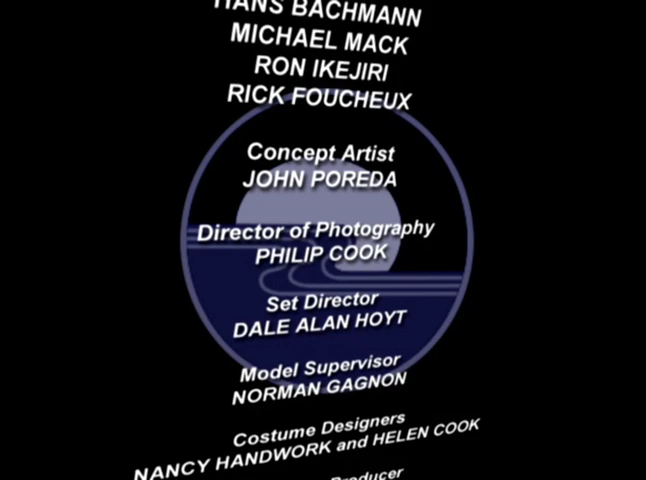 HANS BACHMANN
MICHAEL MACK
RON IKEJIRI
RICK FOUCHEUX
Concept Artist
JOHN POREDA
Director of Photography
PHILIP COOK
Set Director
DALE ALAN HOYT
Model Supervisor
NORMAN GAGNON
Costume Designers
NANCY HANDWORK and HELEN COOK
Producer